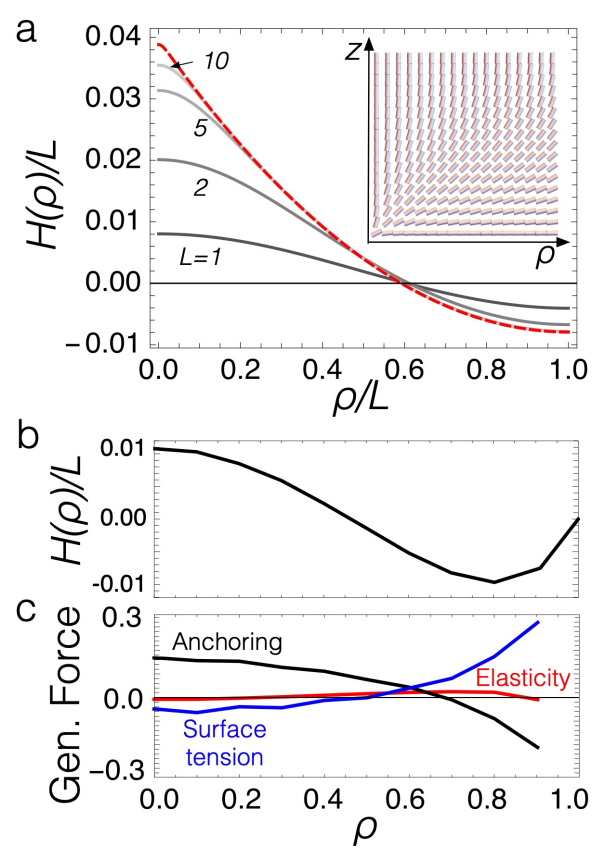 a
0.04
0.03
0.02
0.01
0.00
−0.01
H(ρ)/L
10
5
2
L=1
z
ρ
0.0 0.2 0.4 0.6 0.8 1.0
ρ/L
b
0.01
0.00
-0.01
H(ρ)/L
c
0.3
0.0
−0.3
Gen. Force
Anchoring
Elasticity
Surface
tension
0.0 0.2 0.4 0.6 0.8 1.0
ρ